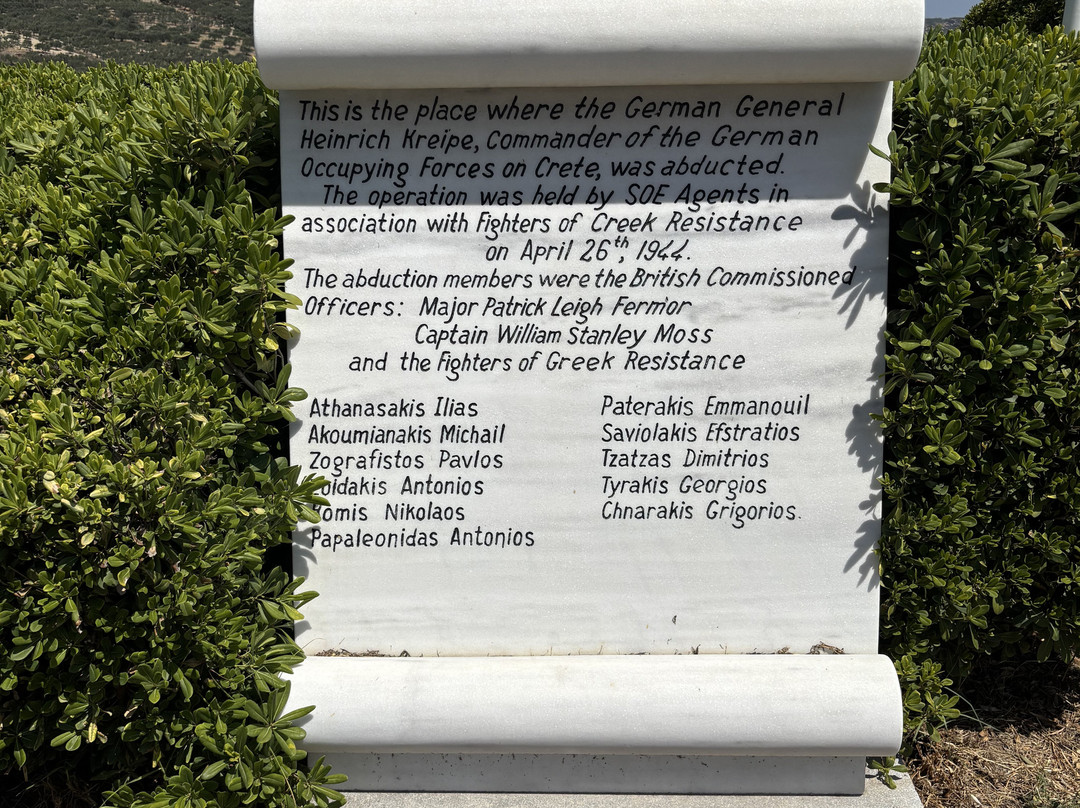 This is the place where the German General
Heinrich Kreïpe, Commander of the German
Occupying Forces on Crete, was abducted.
The operation was held by SOE Agents in
association with Fighters of Creek Resistance
on April 26th, 1944.
The abduction members were the British Commissioned
Officers: Major Patrick Leigh Fermor
Captain William Stanley Moss
and the Fighters of Greek Resistance
Athanasakis Ilias
Akoumianakis Michail
Zografistos Pavlos
Zoidakis Antonios
Komis Nikolaos
Papaleonidas Antonios
Paterakis Emmanouil
Saviolakis Efstratios
Tzatzas Dimitrios
Tyrakis Georgios
Chnarakis Grigorios.